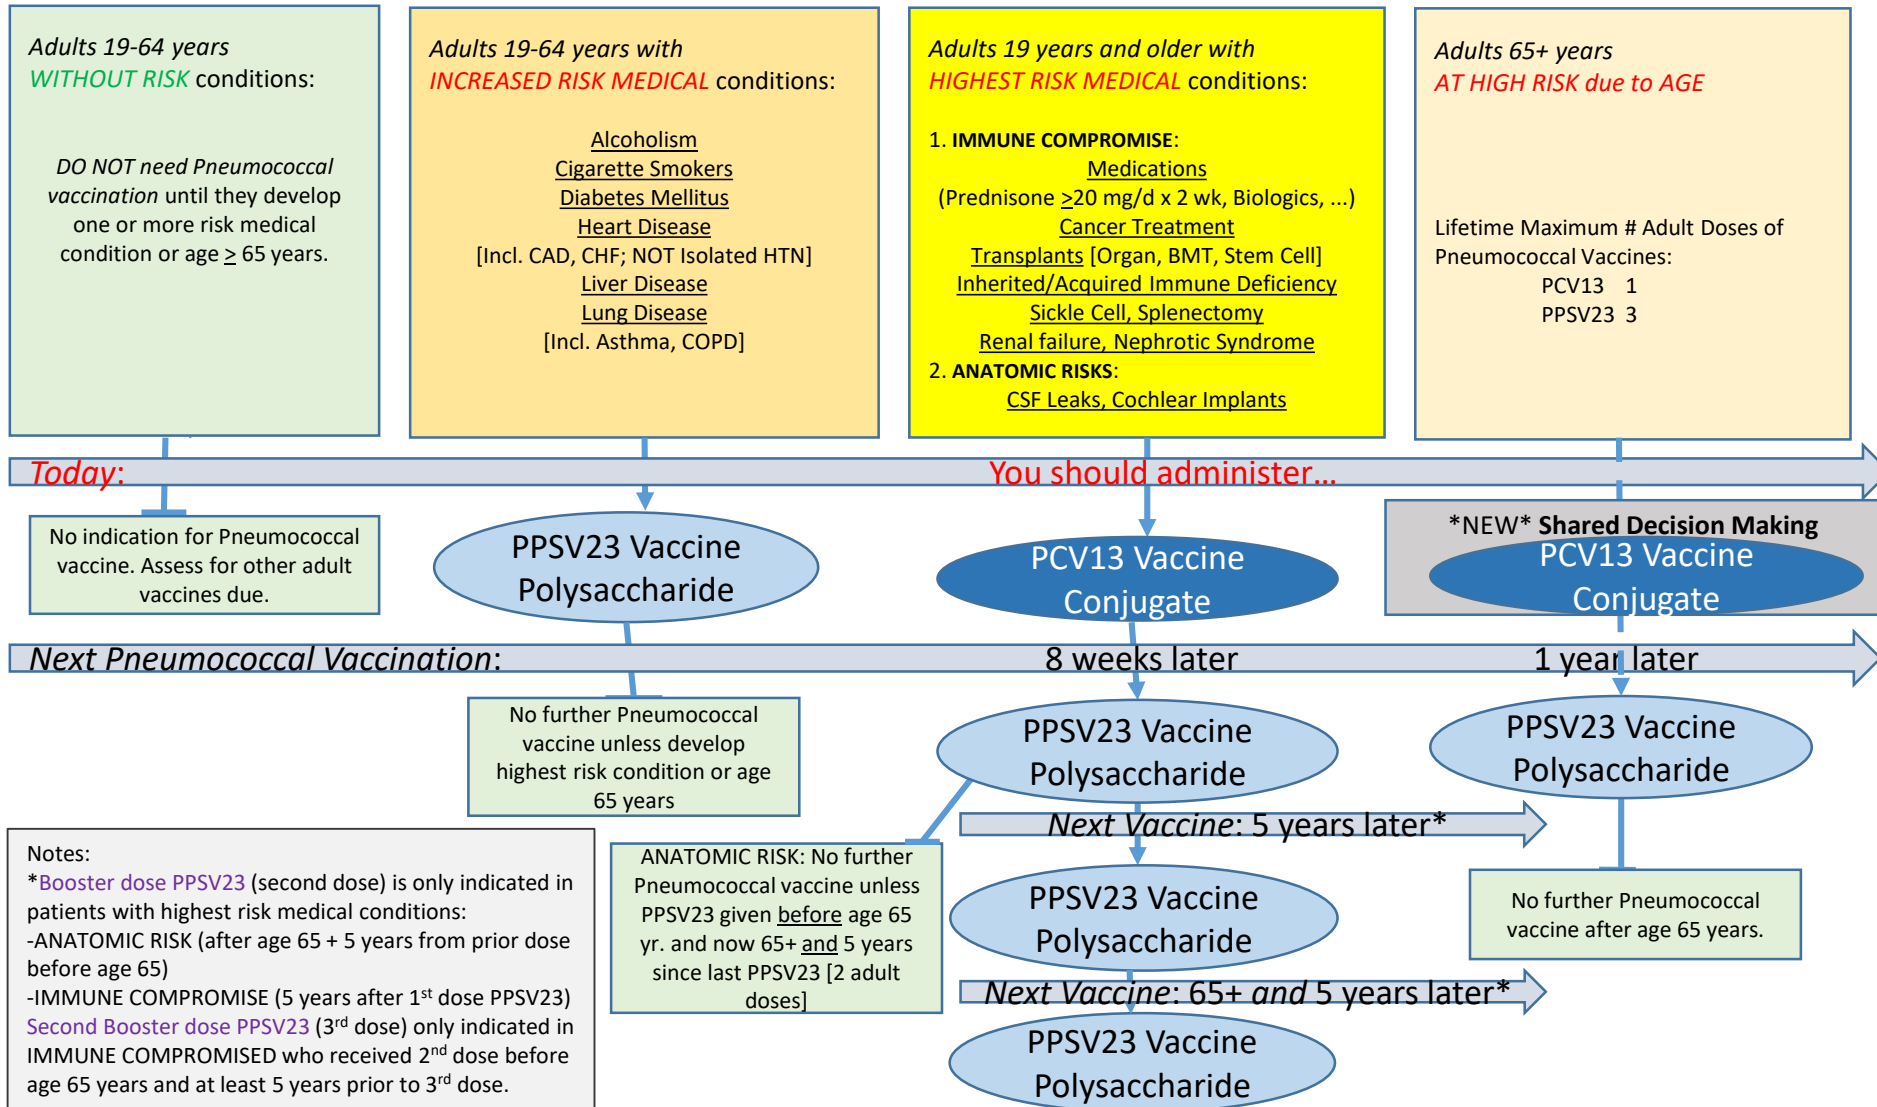 Adults 19-64 years
WITHOUT RISK conditions:
DO NOT need Pneumococcal
vaccination until they develop
one or more risk medical
condition or age ≥ 65 years.
Adults 19-64 years with
INCREASED RISK MEDICAL conditions:
Alcoholism
Cigarette Smokers
Diabetes Mellitus
Heart Disease
[Incl. CAD, CHF; NOT Isolated HTN]
Liver Disease
Lung Disease
[Incl. Asthma, COPD]
Adults 19 years and older with
HIGHEST RISK MEDICAL conditions:
1. IMMUNE COMPROMISE:
Medications
(Prednisone ≥20 mg/d x 2 wk, Biologics, ...)
Cancer Treatment
Transplants [Organ, BMT, Stem Cell]
Inherited/Acquired Immune Deficiency
Sickle Cell, Splenectomy
Renal failure, Nephrotic Syndrome
2. ANATOMIC RISKS:
CSF Leaks, Cochlear Implants
Adults 65+ years
AT HIGH RISK due to AGE
Lifetime Maximum # Adult Doses of
Pneumococcal Vaccines:
PCV13 1
PPSV23 3
Today: You should administer...
No indication for Pneumococcal
vaccine. Assess for other adult
vaccines due.
PPSV23 Vaccine
Polysaccharide
PCV13 Vaccine
Conjugate
*NEW* Shared Decision Making
PCV13 Vaccine
Conjugate
Next Pneumococcal Vaccination: 8 weeks later 1 year later
No further Pneumococcal
vaccine unless develop
highest risk condition or age
65 years
PPSV23 Vaccine
Polysaccharide
PPSV23 Vaccine
Polysaccharide
Next Vaccine: 5 years later*
ANATOMIC RISK: No further
Pneumococcal vaccine unless
PPSV23 given before age 65
yr. and now 65+ and 5 years
since last PPSV23 [2 adult
doses]
PPSV23 Vaccine
Polysaccharide
No further Pneumococcal
vaccine after age 65 years.
Next Vaccine: 65+ and 5 years later*
PPSV23 Vaccine
Polysaccharide
Notes:
*Booster dose PPSV23 (second dose) is only indicated in
patients with highest risk medical conditions:
-ANATOMIC RISK (after age 65 + 5 years from prior dose
before age 65)
-IMMUNE COMPROMISE (5 years after 1st dose PPSV23)
Second Booster dose PPSV23 (3rd dose) only indicated in
IMMUNE COMPROMISED who received 2nd dose before
age 65 years and at least 5 years prior to 3rd dose.